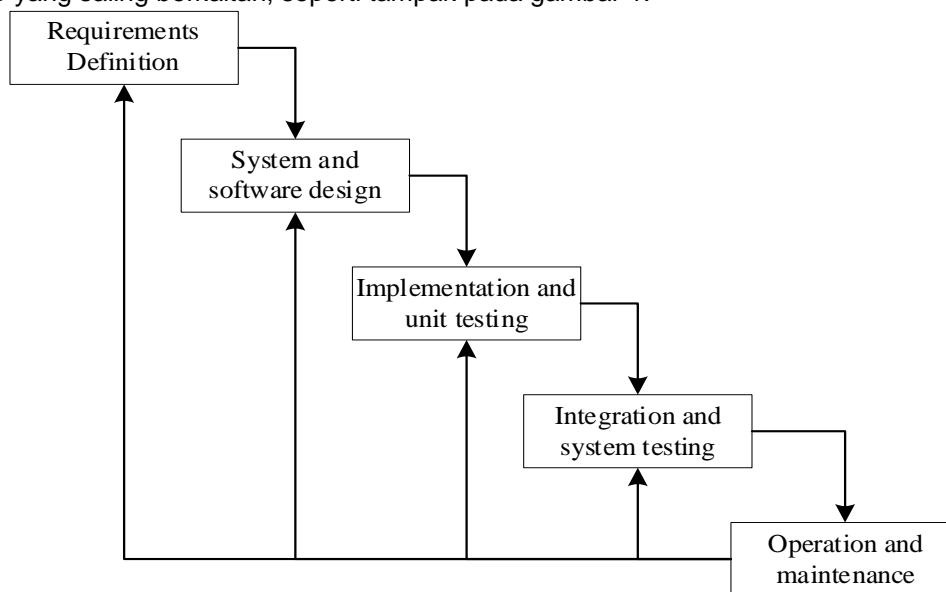 yang saling berkaitan, seperti tampak pada gambar 1.
Requirements
Definition
System and
software design
Implementation and
unit testing
Integration and
system testing
Operation and
maintenance